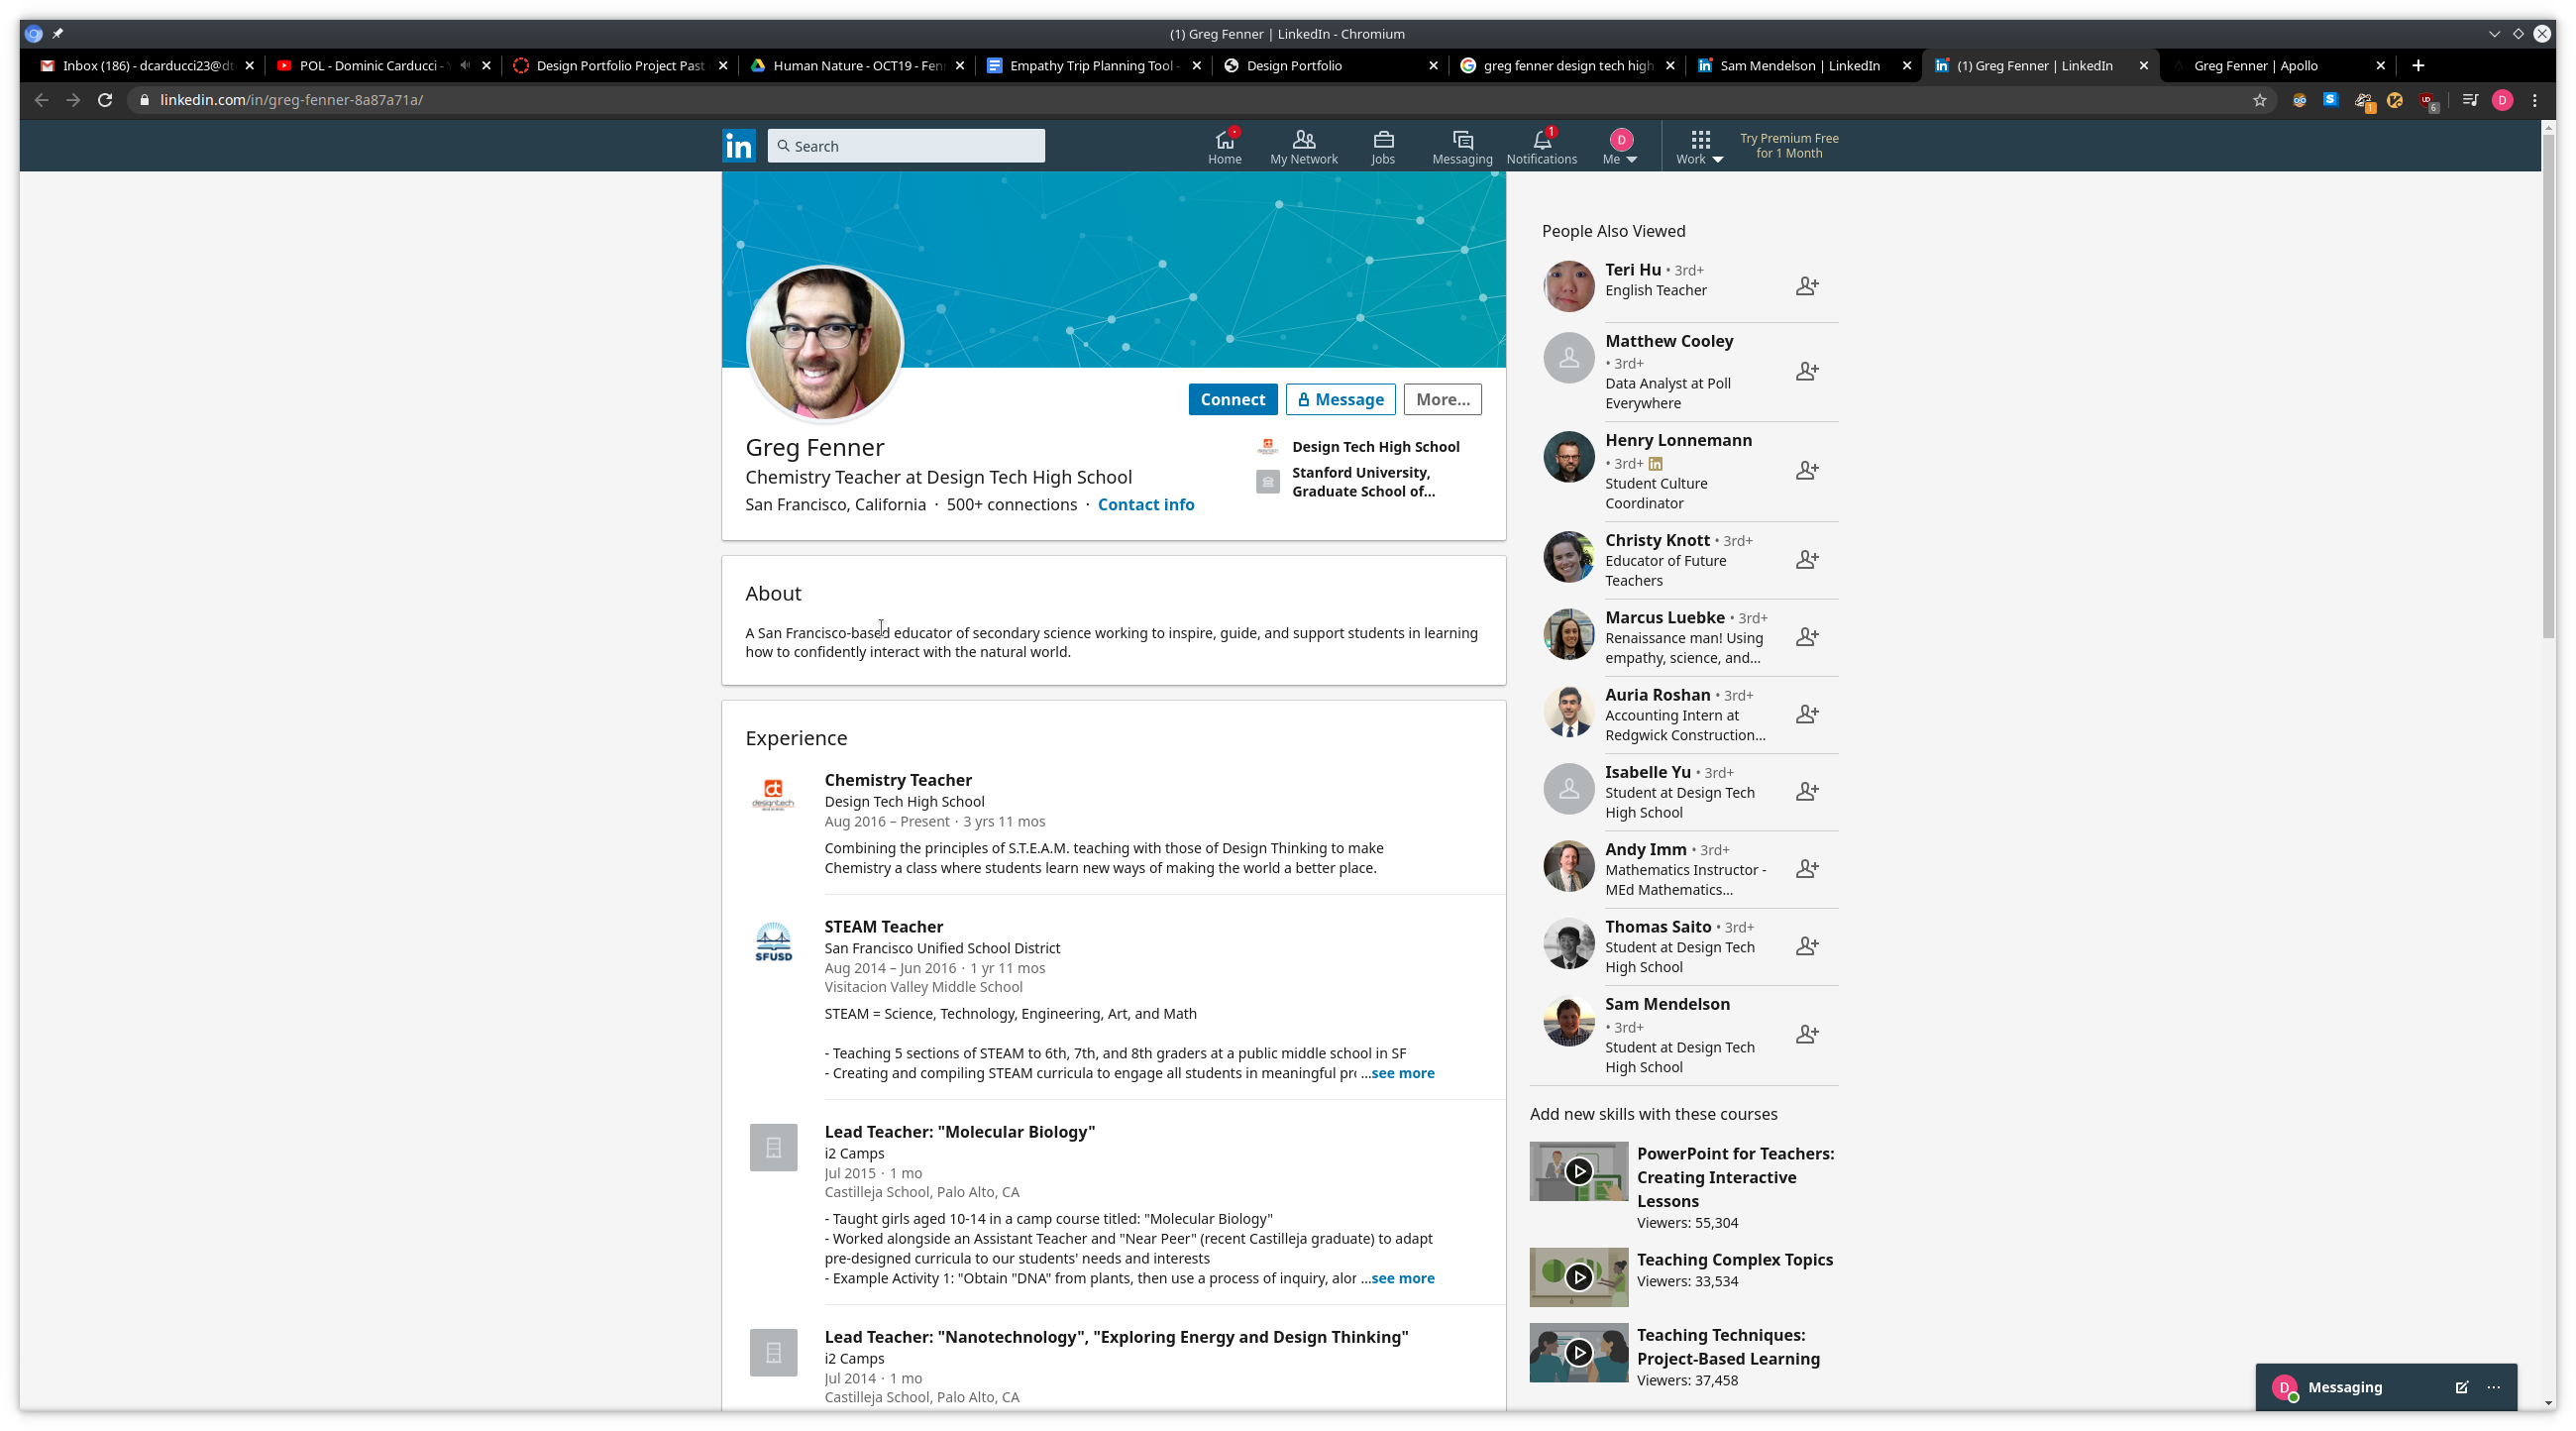 (1) Greg Fenner | LinkedIn - Chromium
Inbox (186) - dcarducci23@dt
POL - Dominic Carducci -
Design Portfolio Project Past
Human Nature - OCT19 - Fenn
Empathy Trip Planning Tool -
Design Portfolio
greg fenner design tech high
Sam Mendelson | LinkedIn
(1) Greg Fenner | LinkedIn
Greg Fenner | Apollo
linkedin.com/in/greg-fenner-8a87a71a/
in
Search
Home
My Network
Jobs
Messaging
1
Notifications
D
Me
Work
Try Premium Free
for 1 Month
Connect
Message
More...
Greg Fenner
Chemistry Teacher at Design Tech High School
San Francisco, California · 500+ connections · Contact info
Design Tech High School
Stanford University,
Graduate School of...
About
A San Francisco-based educator of secondary science working to inspire, guide, and support students in learning
how to confidently interact with the natural world.
Experience
designtech
Chemistry Teacher
Design Tech High School
Aug 2016 – Present · 3 yrs 11 mos
Combining the principles of S.T.E.A.M. teaching with those of Design Thinking to make
Chemistry a class where students learn new ways of making the world a better place.
SFUSD
STEAM Teacher
San Francisco Unified School District
Aug 2014 – Jun 2016 · 1 yr 11 mos
Visitacion Valley Middle School
STEAM = Science, Technology, Engineering, Art, and Math
- Teaching 5 sections of STEAM to 6th, 7th, and 8th graders at a public middle school in SF
- Creating and compiling STEAM curricula to engage all students in meaningful pro ...see more
Lead Teacher: "Molecular Biology"
i2 Camps
Jul 2015 · 1 mo
Castilleja School, Palo Alto, CA
- Taught girls aged 10-14 in a camp course titled: "Molecular Biology"
- Worked alongside an Assistant Teacher and "Near Peer" (recent Castilleja graduate) to adapt
pre-designed curricula to our students' needs and interests
- Example Activity 1: "Obtain "DNA" from plants, then use a process of inquiry, alon ...see more
Lead Teacher: "Nanotechnology", "Exploring Energy and Design Thinking"
i2 Camps
Jul 2014 · 1 mo
Castilleja School, Palo Alto, CA
People Also Viewed
Teri Hu • 3rd+
English Teacher
Matthew Cooley
• 3rd+
Data Analyst at Poll
Everywhere
Henry Lonnemann
• 3rd+ in
Student Culture
Coordinator
Christy Knott • 3rd+
Educator of Future
Teachers
Marcus Luebke • 3rd+
Renaissance man! Using
empathy, science, and...
Auria Roshan • 3rd+
Accounting Intern at
Redgwick Construction...
Isabelle Yu • 3rd+
Student at Design Tech
High School
Andy Imm • 3rd+
Mathematics Instructor -
MEd Mathematics...
Thomas Saito • 3rd+
Student at Design Tech
High School
Sam Mendelson
• 3rd+
Student at Design Tech
High School
Add new skills with these courses
PowerPoint for Teachers:
Creating Interactive
Lessons
Viewers: 55,304
Teaching Complex Topics
Viewers: 33,534
Teaching Techniques:
Project-Based Learning
Viewers: 37,458
D
Messaging